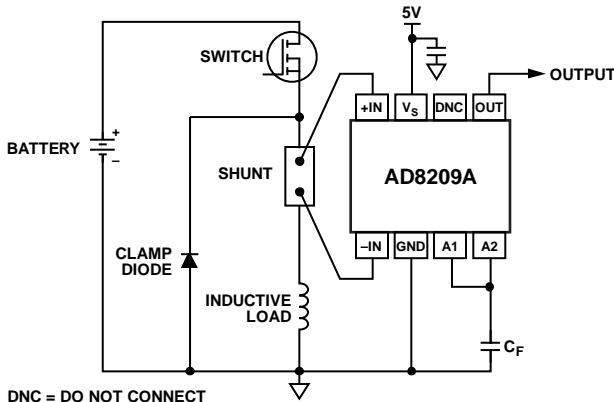 5V
SWITCH
OUTPUT
+IN
VS
DNC
OUT
BATTERY
+
–
SHUNT
AD8209A
–IN
GND
A1
A2
CLAMP
DIODE
INDUCTIVE
LOAD
CF
DNC = DO NOT CONNECT